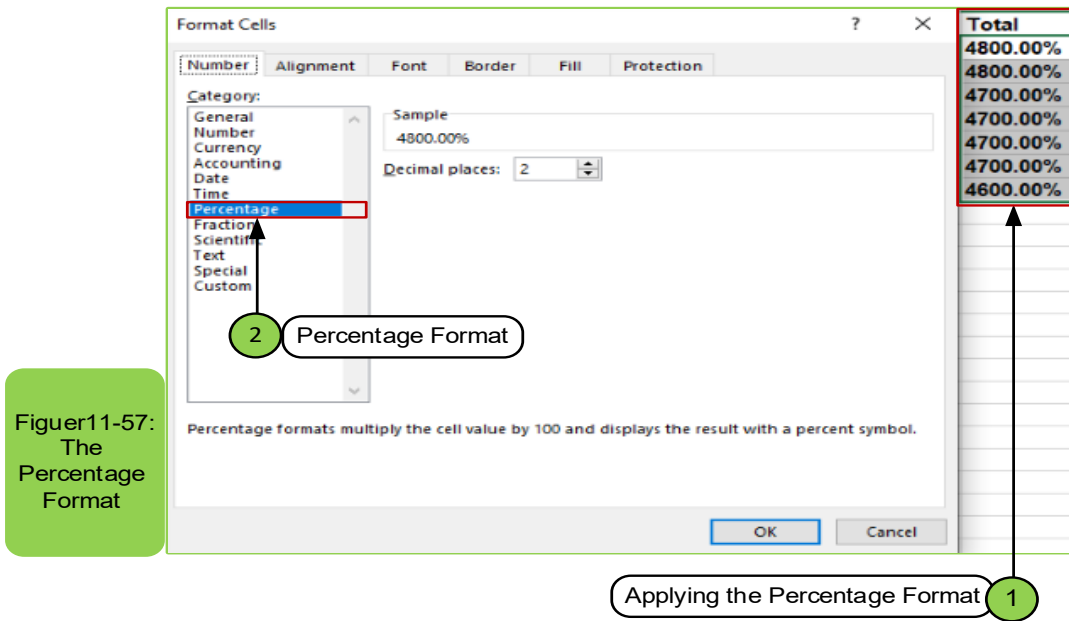 Format Cells
?
Number
Alignment
Font
Border
Fill
Protection
Category:
General
Number
Currency
Accounting
Date
Time
Percentage
Fraction
Scientific
Text
Special
Custom
Sample
4800.00%
Decimal places: 2
2 Percentage Format
Percentage formats multiply the cell value by 100 and displays the result with a percent symbol.
OK
Cancel
Total
4800.00%
4800.00%
4700.00%
4700.00%
4700.00%
4700.00%
4600.00%
Figuer11-57:
The
Percentage
Format
Applying the Percentage Format 1